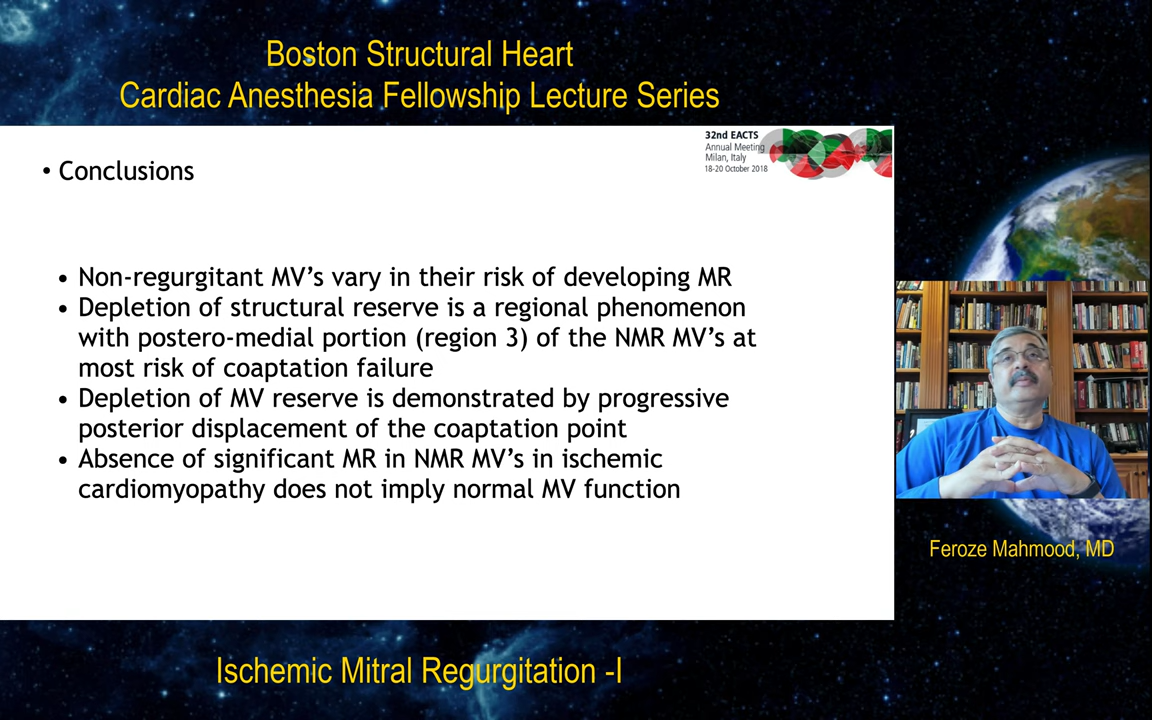 Boston Structural Heart
Cardiac Anesthesia Fellowship Lecture Series
32nd EACTS
Annual Meeting
Milan, Italy
18-20 October 2018
• Conclusions
• Non-regurgitant MV’s vary in their risk of developing MR
• Depletion of structural reserve is a regional phenomenon
with postero-medial portion (region 3) of the NMR MV’s at
most risk of coaptation failure
• Depletion of MV reserve is demonstrated by progressive
posterior displacement of the coaptation point
• Absence of significant MR in NMR MV’s in ischemic
cardiomyopathy does not imply normal MV function
Feroze Mahmood, MD
Ischemic Mitral Regurgitation -I